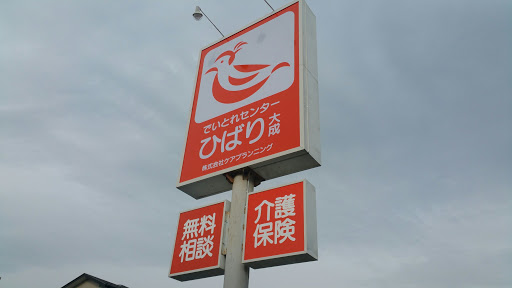 でいとれセンター
ひばり大成
株式会社ケアプランニング
無料
相談
介護
保険